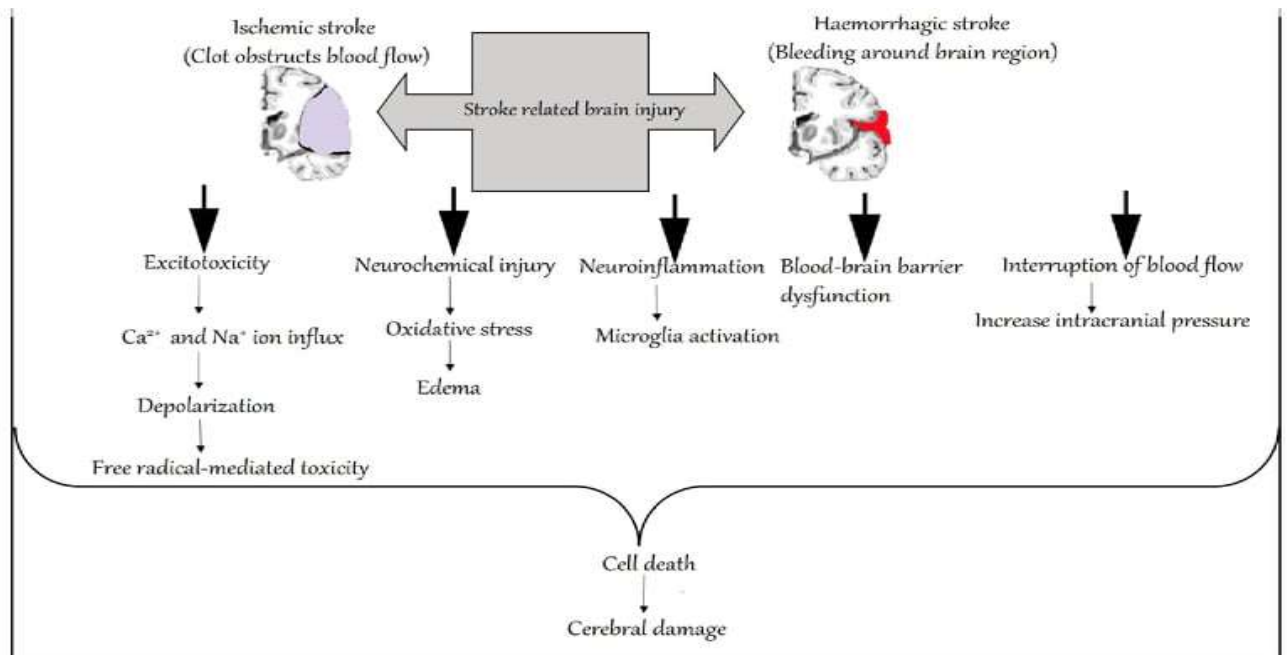 Ischemic stroke
(Clot obstructs blood flow)
Haemorrhagic stroke
(Bleeding around brain region)
Stroke related brain injury
Excitotoxicity
Ca²⁺ and Na⁺ ion influx
Depolarization
Free radical-mediated toxicity
Neurochemical injury
Oxidative stress
Edema
Neuroinflammation
Microglia activation
Blood-brain barrier
dysfunction
Interruption of blood flow
Increase intracranial pressure
Cell death
Cerebral damage